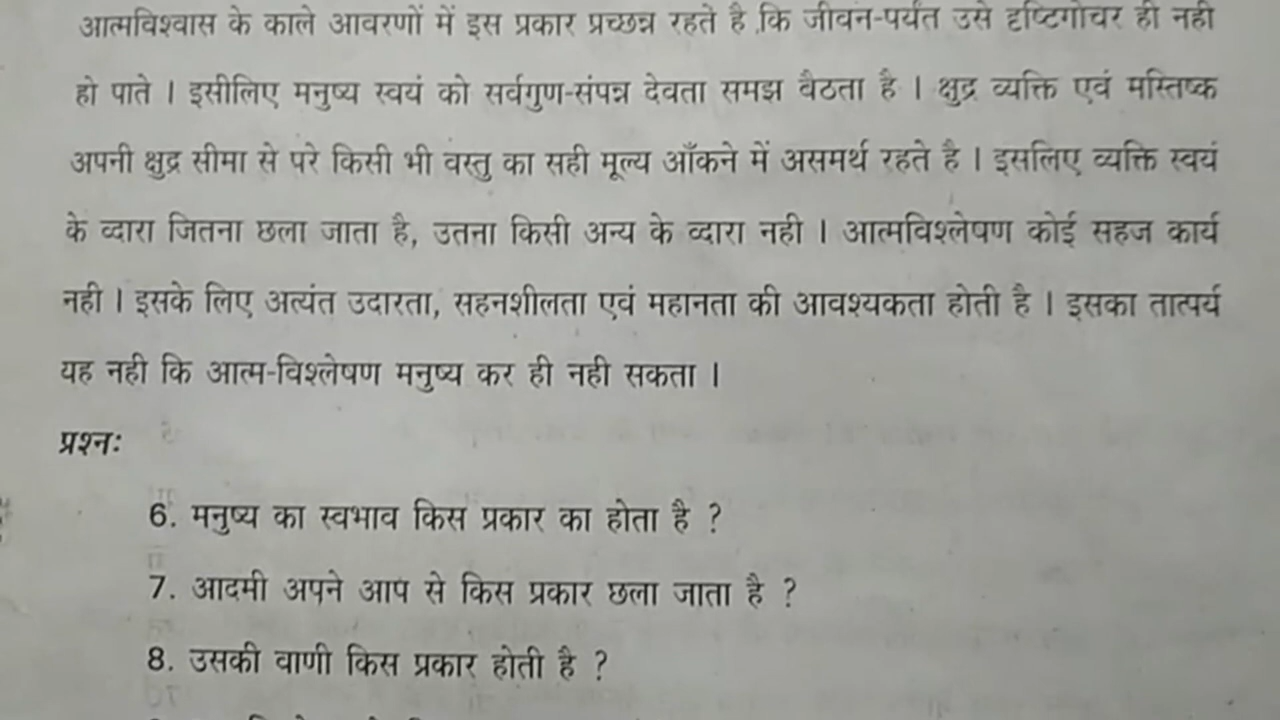 आत्मविश्वास के काले आवरणों में इस प्रकार प्रच्छन्न रहते है कि जीवन-पर्यंत उसे दृष्टिगोचर ही नही
हो पाते । इसीलिए मनुष्य स्वयं को सर्वगुण-संपन्न देवता समझ बैठता है । क्षुद्र व्यक्ति एवं मस्तिष्क
अपनी क्षुद्र सीमा से परे किसी भी वस्तु का सही मूल्य आँकने में असमर्थ रहते है । इसलिए व्यक्ति स्वयं
के व्दारा जितना छला जाता है, उतना किसी अन्य के व्दारा नही । आत्मविश्लेषण कोई सहज कार्य
नही । इसके लिए अत्यंत उदारता, सहनशीलता एवं महानता की आवश्यकता होती है । इसका तात्पर्य
यह नही कि आत्म-विश्लेषण मनुष्य कर ही नही सकता ।
प्रश्नः
6. मनुष्य का स्वभाव किस प्रकार का होता है ?
7. आदमी अपने आप से किस प्रकार छला जाता है ?
8. उसकी वाणी किस प्रकार होती है ?